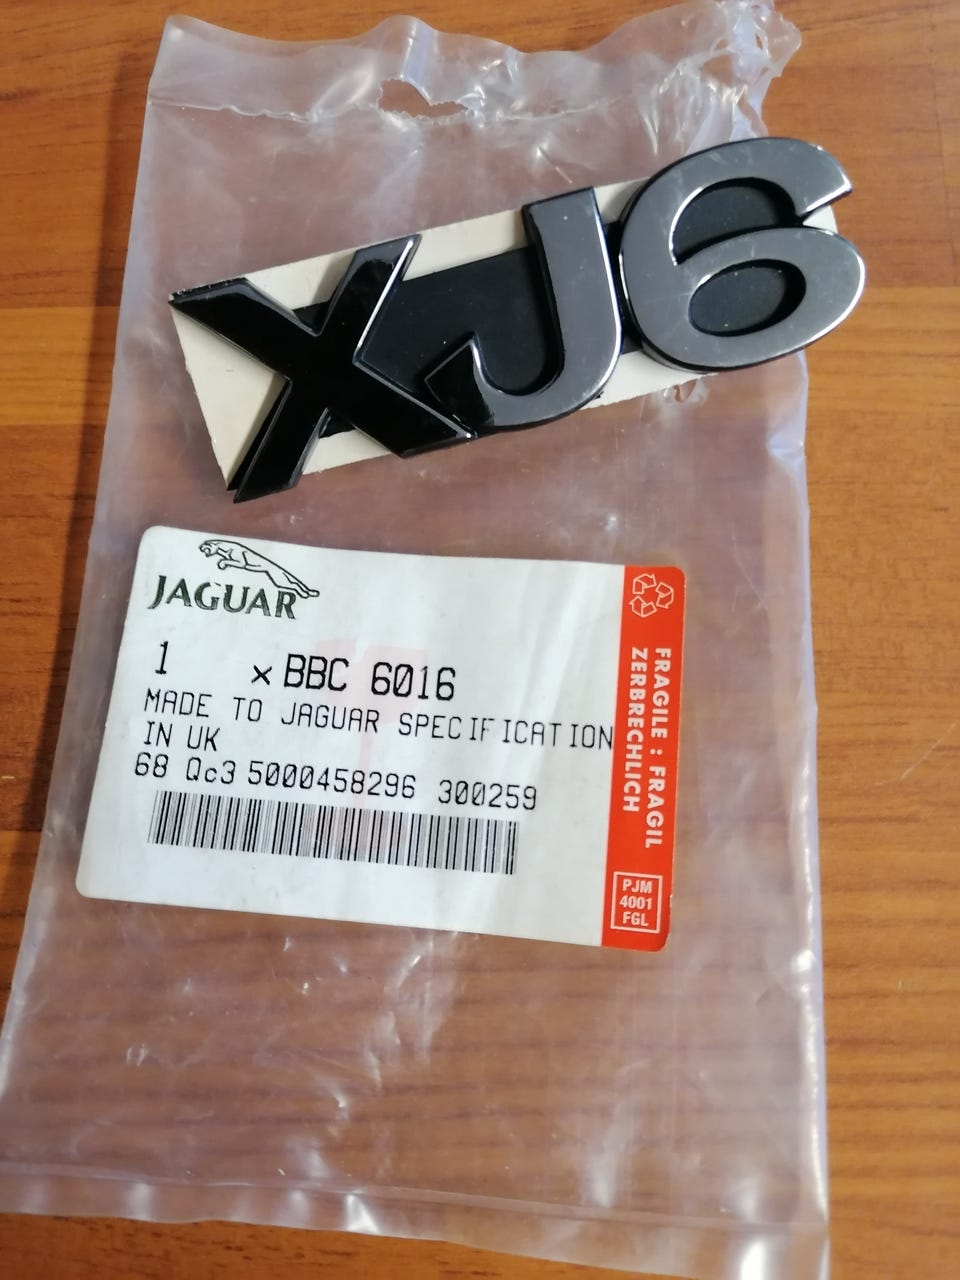 XJ6
JAGUAR
1 x BBC 6016
MADE TO JAGUAR SPECIFICATION
IN UK
68 Qc3 5000458296 300259
FRAGILE : FRAGIL
ZERBRECHLICH
PJM
4001
FGL